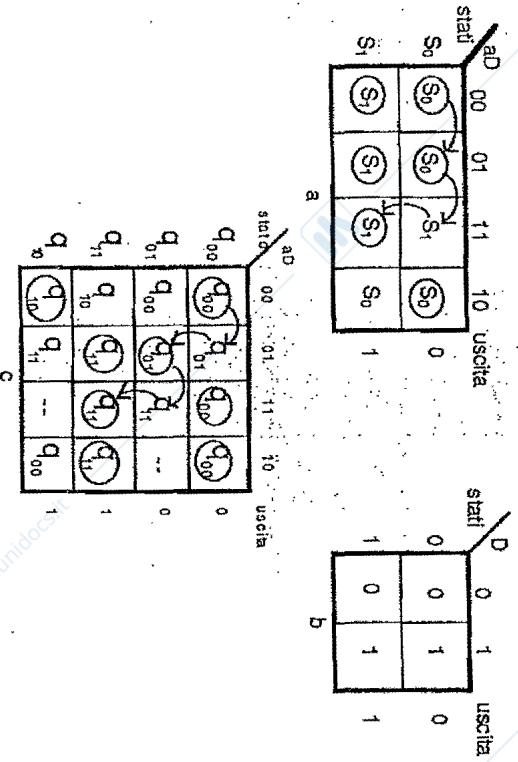 aD 00 01 11 10 uscita
stati
S0 S0 S0 S1 S0 0
S1 S1 S1 S1 S0 1
a
D 0 1 uscita
stati
0 0 1 0
1 0 1 1
b
aD 00 01 11 10 uscita
stato
q00 q00 q01 q00 q00 0
q01 q00 q01 q11 -- 0
q11 q10 q11 q11 q11 1
q10 q10 q11 -- q00 1
c
unidocs.it